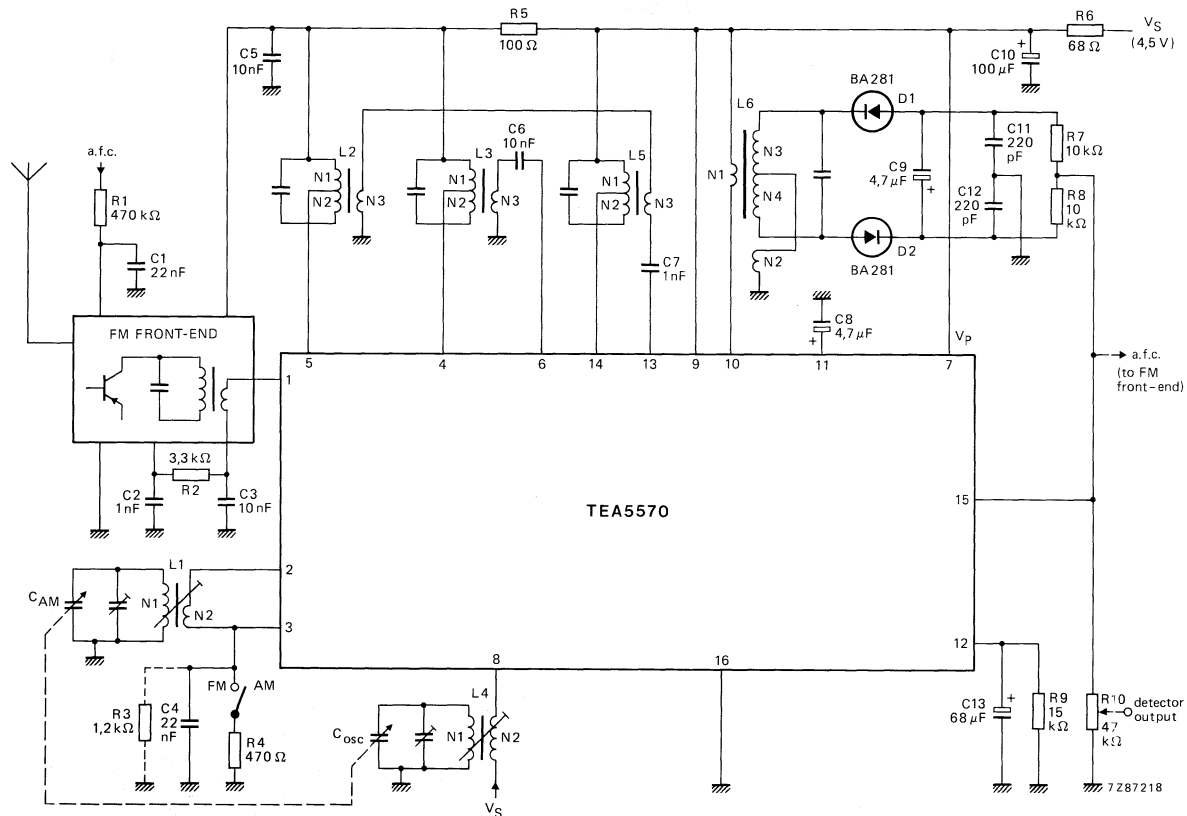 R5
100 Ω
R6
68 Ω
VS
(4,5 V)
C5
10nF
C10
+
100 µF
BA281
D1
L6
C6
10 nF
a.f.c.
R1
470 kΩ
L2
N1
N2
N3
L3
N1
N2
N3
L5
N1
N2
N3
N1
N3
N4
N2
C9
4,7 µF
+
C11
220
pF
R7
10 kΩ
C12
220
pF
R8
10
kΩ
D2
BA281
C1
22 nF
C7
1 nF
C8
4,7 µF
+
FM FRONT-END
VP
5
4
6
14
13
9
10
11
7
1
a.f.c.
(to FM
front-end)
3,3 kΩ
R2
C2
1nF
C3
10 nF
TEA5570
15
L1
CAM
N1
N2
2
3
12
8
16
FM
AM
R3
1,2 kΩ
C4
22
nF
R4
470 Ω
L4
Cosc
N1
N2
VS
C13
68 µF
+
R9
15
kΩ
R10
47
kΩ
detector
output
7Z87218